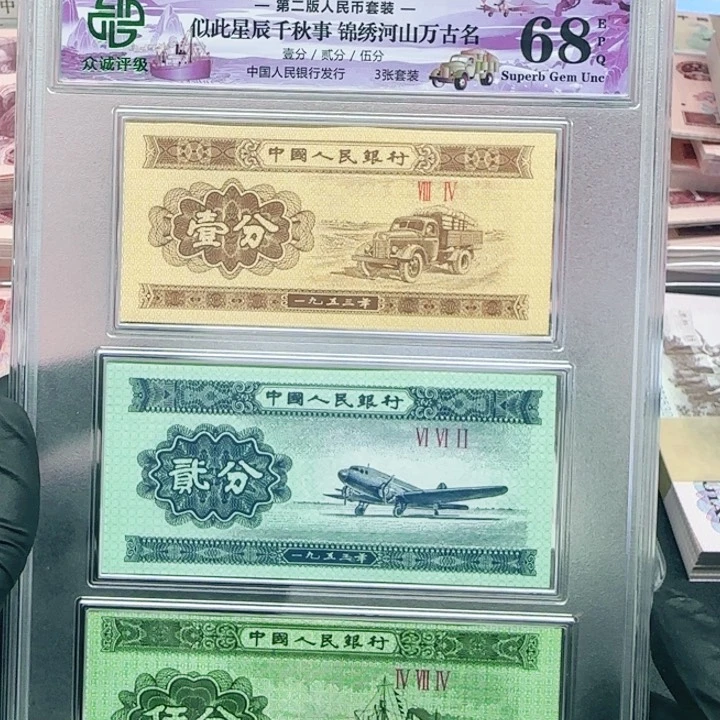 — 第二版人民币套装 —
似此星辰千秋事 锦绣河山万古名
壹分 / 贰分 / 伍分
中国人民银行发行 3张套装
众诚评级
68
EPQ
Superb Gem Unc
中國人民銀行
VIII IV
壹分
一九五三年
中國人民銀行
VI VI II
貳分
一九五三年
中國人民銀行
IV VII IV
伍分